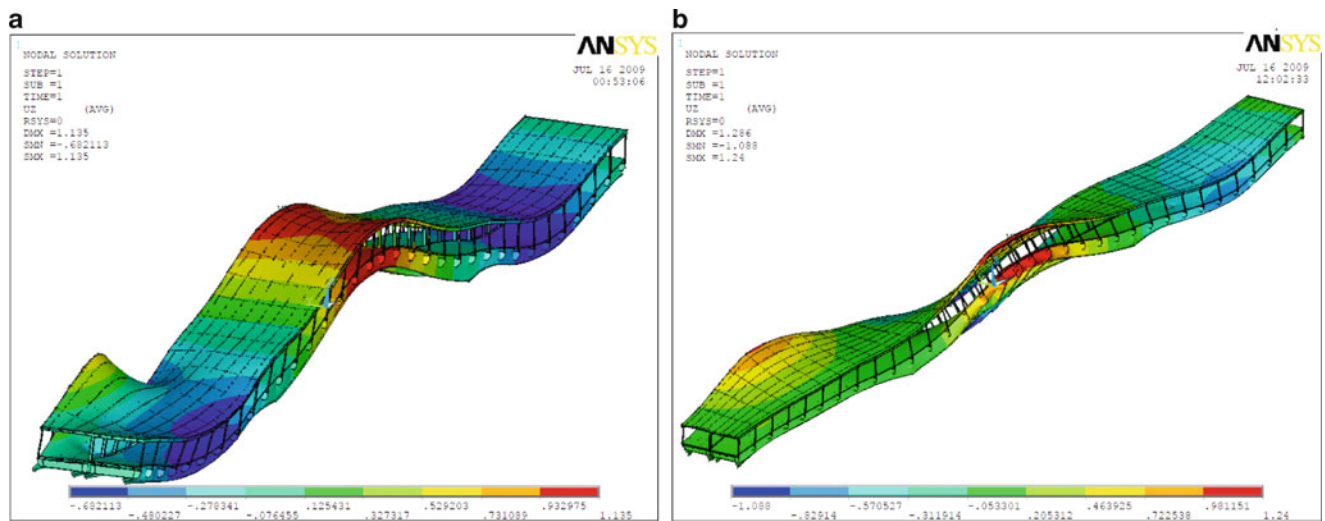 a
1
NODAL SOLUTION
STEP=1
SUB =1
TIME=1
UZ (AVG)
RSYS=0
DMX =1.135
SMN =-.682113
SMX =1.135
ANSYS
JUL 16 2009
00:53:06
-.682113 -.278341 .125431 .529203 .932975
-.480227 -.076455 .327317 .731089 1.135
b
1
NODAL SOLUTION
STEP=1
SUB =1
TIME=1
UZ (AVG)
RSYS=0
DMX =1.286
SMN =-1.088
SMX =1.24
ANSYS
JUL 16 2009
12:02:33
-1.088 -.570527 -.053301 .463925 .981151
-.82914 -.311914 .205312 .722538 1.24